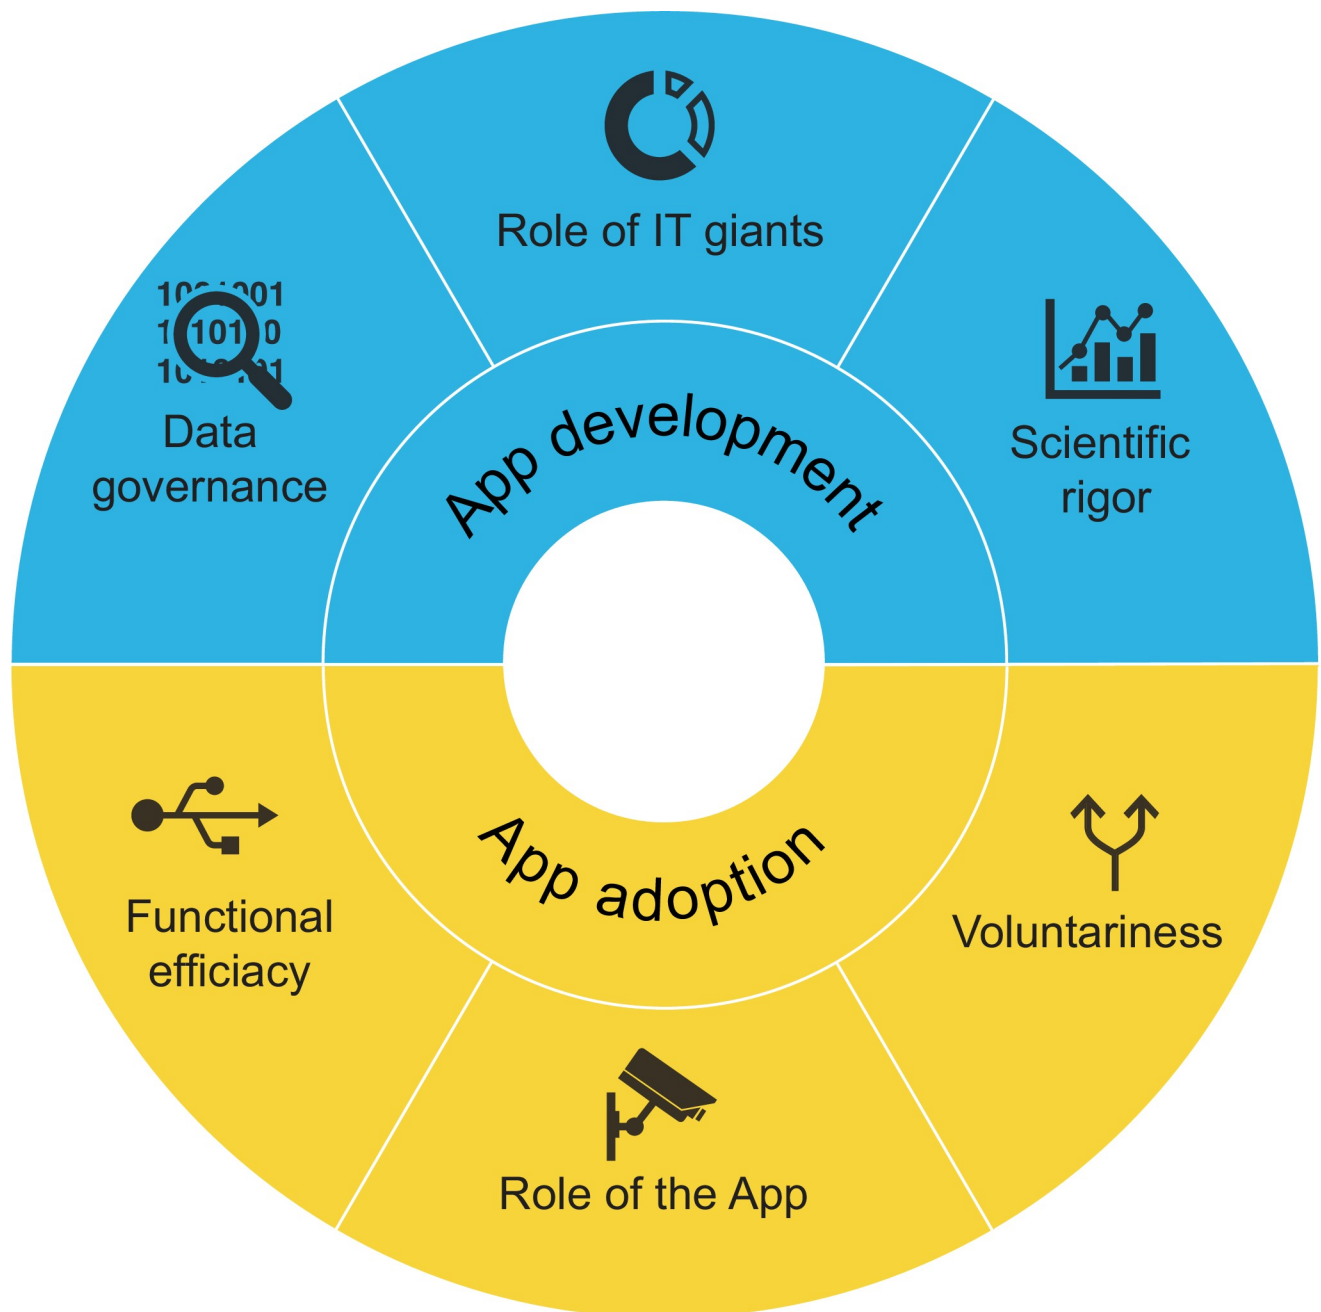 Role of IT giants
1010
Data
governance
Scientific
rigor
App development
App adoption
Functional
efficiacy
Voluntariness
Role of the App